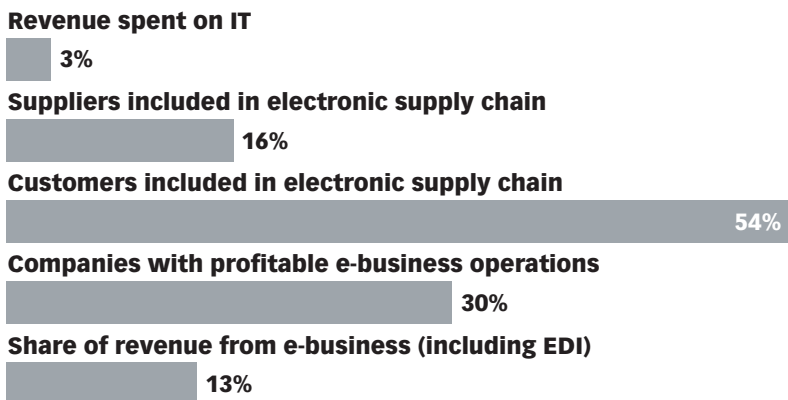 Revenue spent on IT
3%
Suppliers included in electronic supply chain
16%
Customers included in electronic supply chain
54%
Companies with profitable e-business operations
30%
Share of revenue from e-business (including EDI)
13%